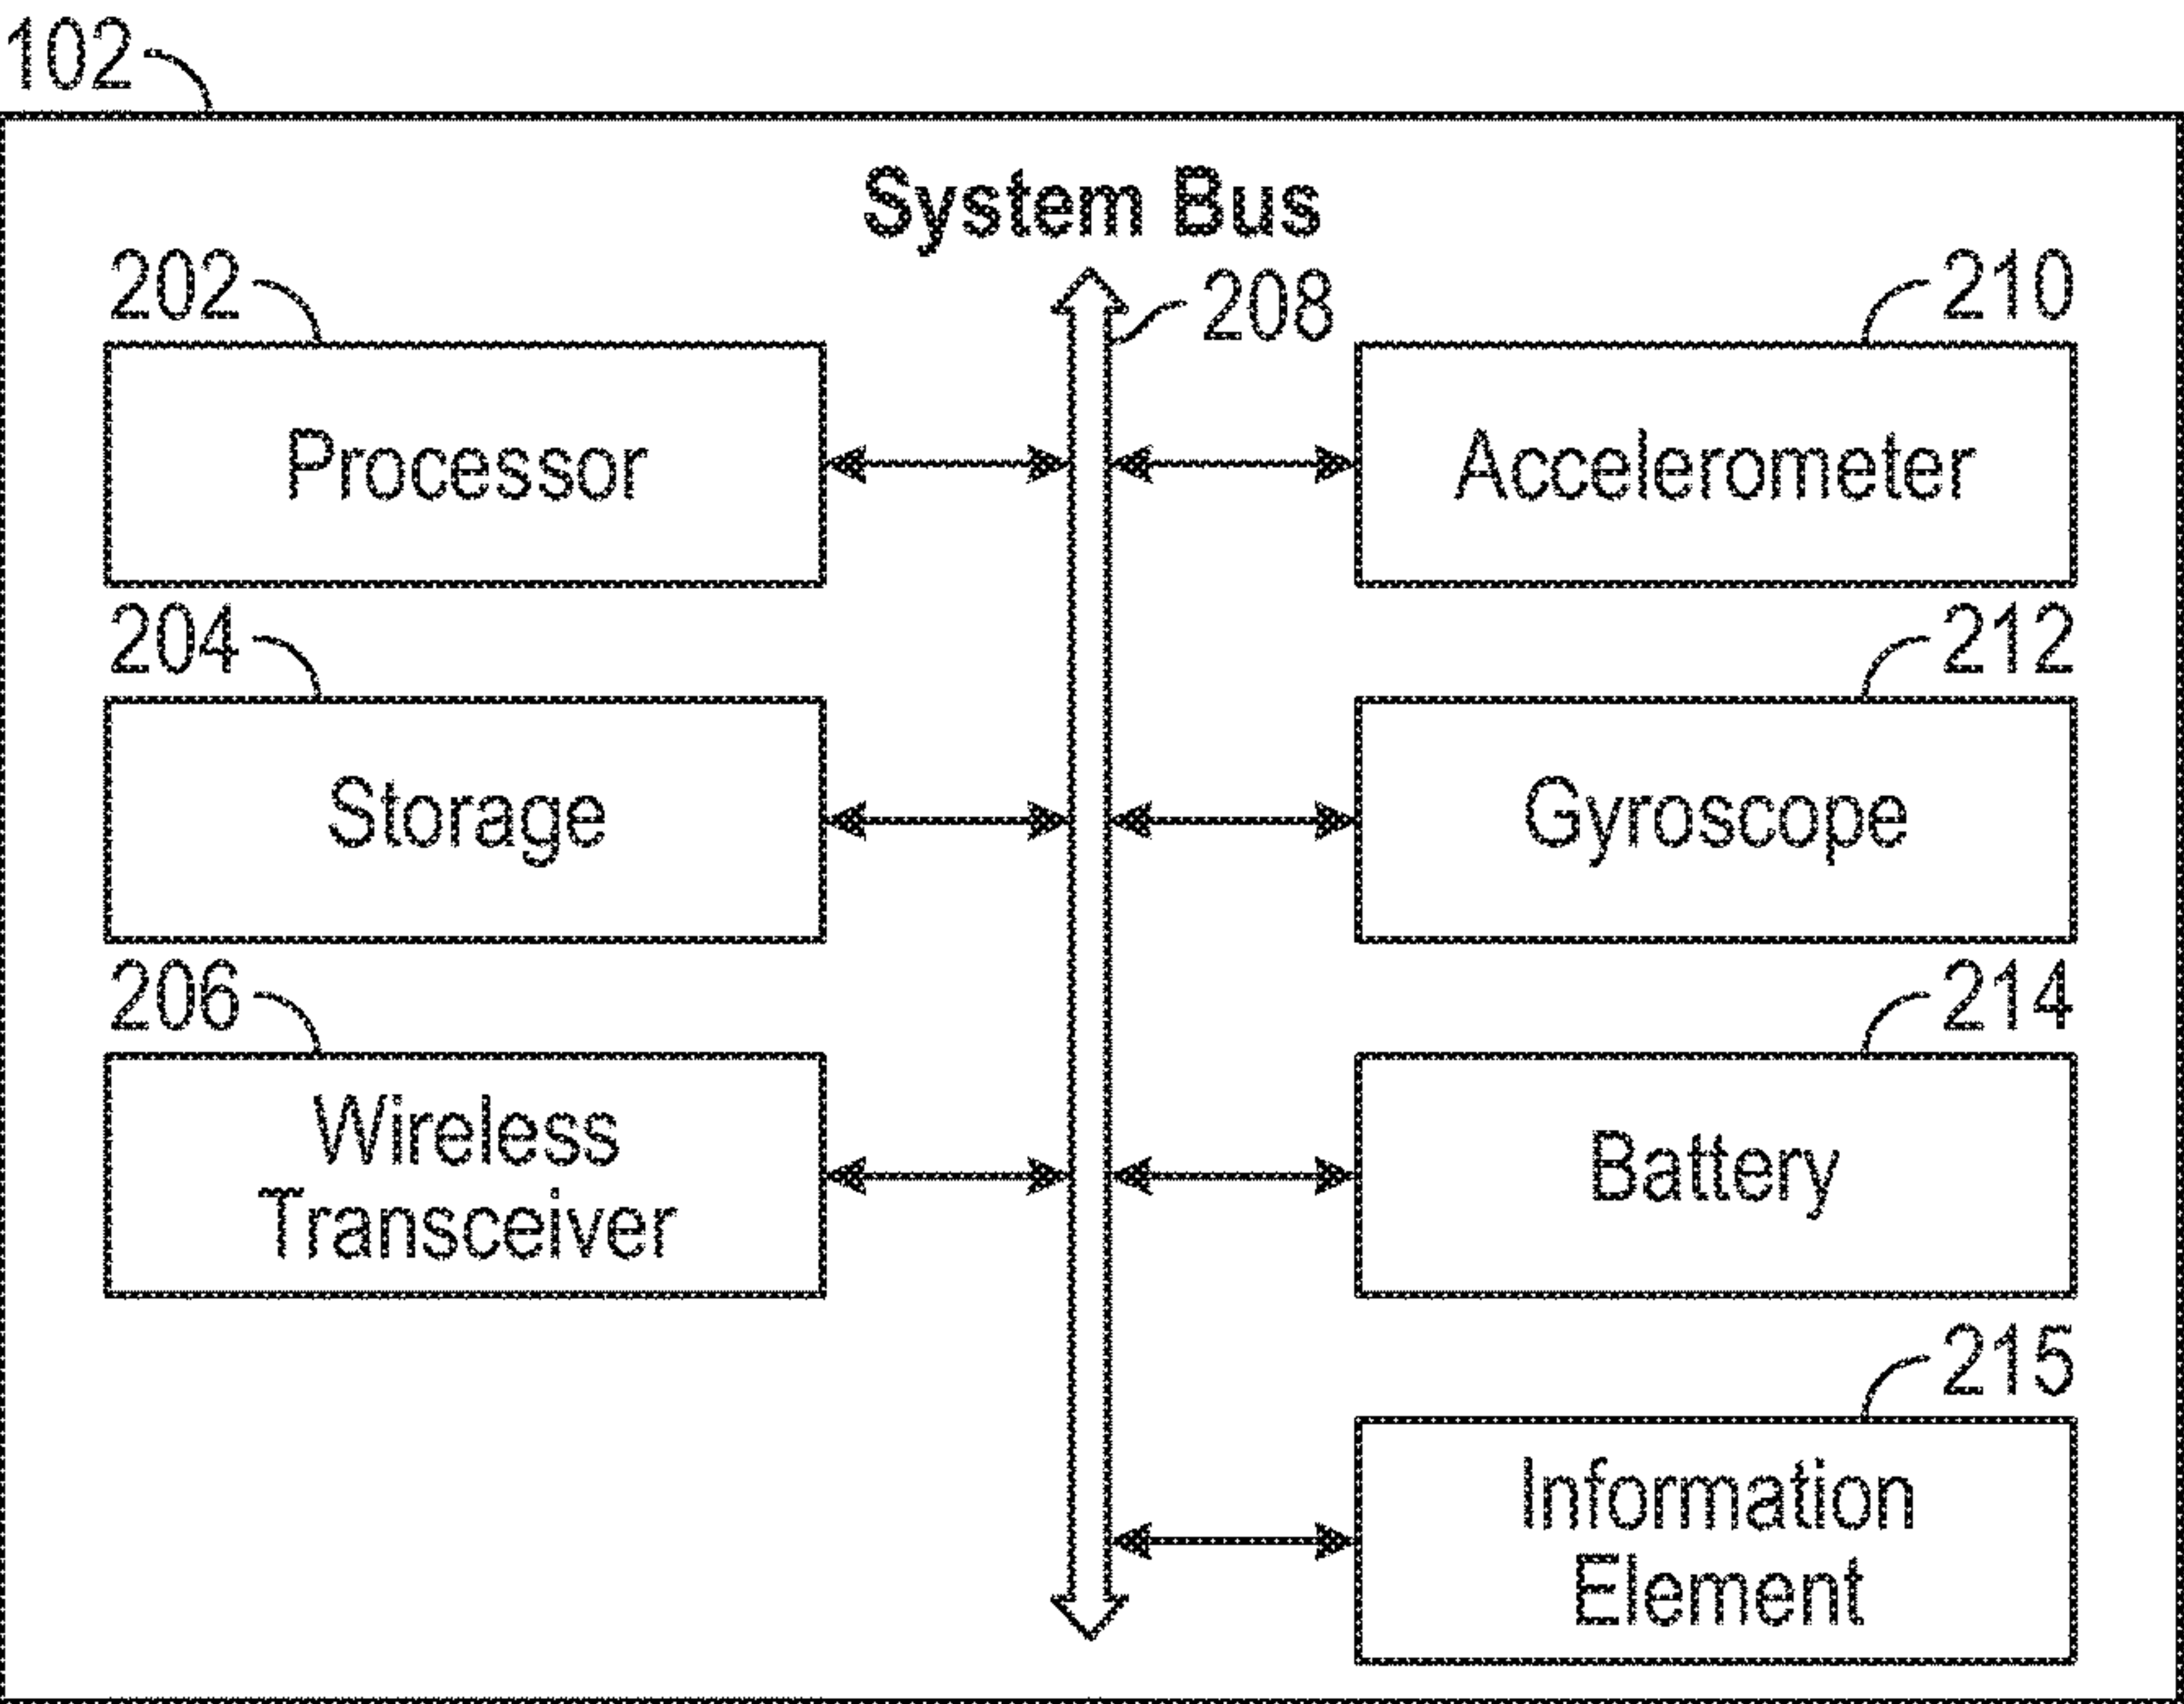 102
System Bus
202
208
210
Processor
Accelerometer
204
212
Storage
Gyroscope
206
214
Wireless
Transceiver
Battery
215
Information
Element